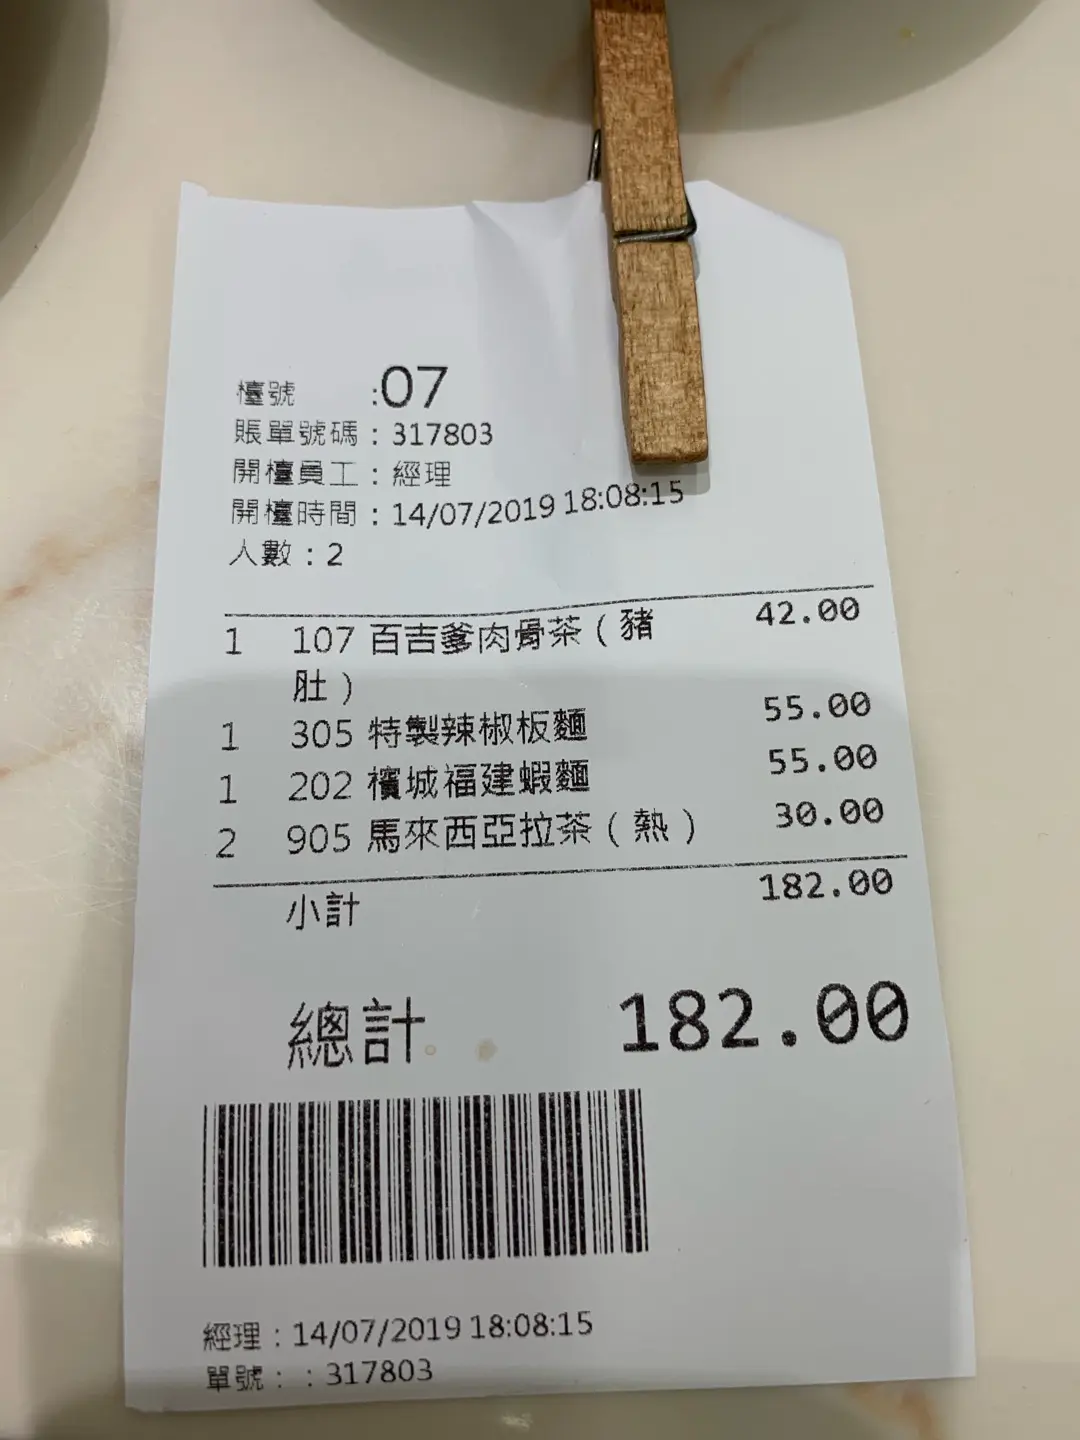 檯號 :07
賬單號碼：317803
開檯員工：經理
開檯時間：14/07/2019 18:08:15
人數：2
1 107 百吉爹肉骨茶（豬 42.00
肚）
1 305 特製辣椒板麵 55.00
1 202 檳城福建蝦麵 55.00
2 905 馬來西亞拉茶（熱） 30.00
小計 182.00
總計 182.00
經理：14/07/2019 18:08:15
單號：：317803